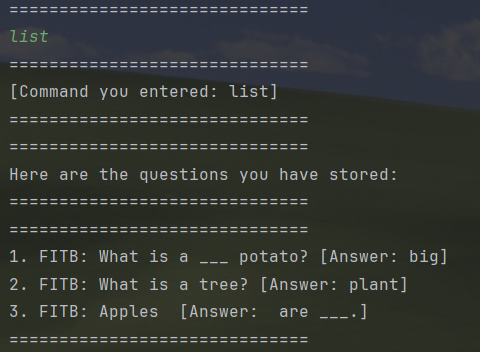 ==============================
list
==============================
[Command you entered: list]
==============================
==============================
Here are the questions you have stored:
==============================
==============================
1. FITB: What is a ___ potato? [Answer: big]
2. FITB: What is a tree? [Answer: plant]
3. FITB: Apples  [Answer:  are ___.]
==============================